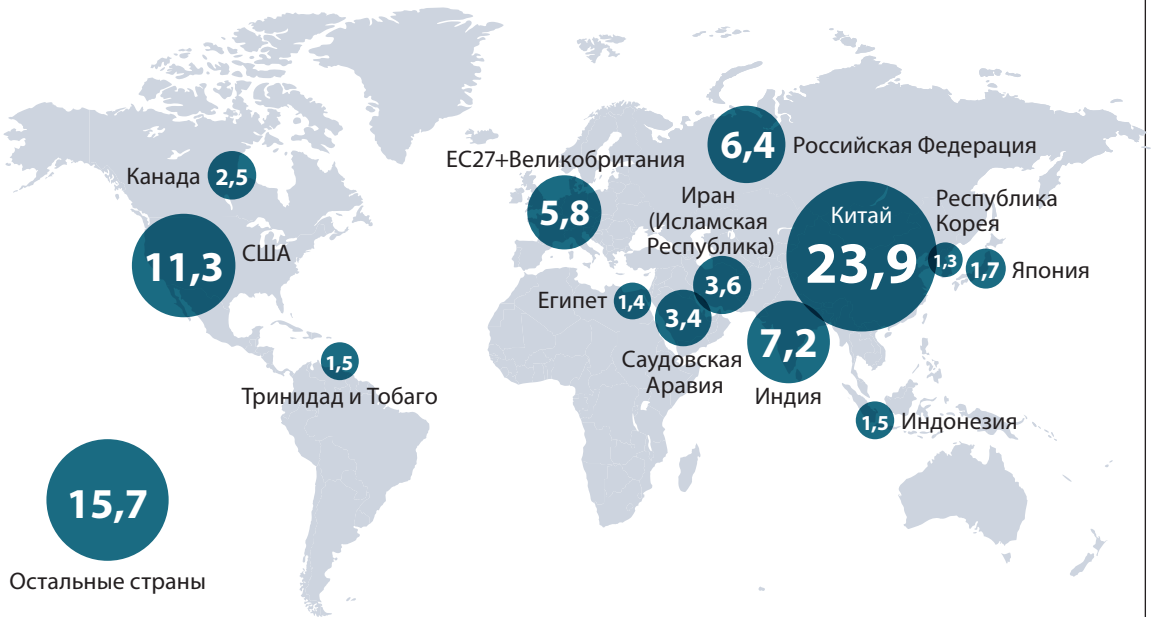 ЕС27+Великобритания
5,8
6,4
Российская Федерация
Канада
2,5
Иран
(Исламская
Республика)
3,6
Китай
23,9
Республика
Корея
1,3
1,7
Япония
США
11,3
Египет
1,4
3,4
Саудовская
Аравия
7,2
Индия
1,5
Тринидад и Тобаго
1,5
Индонезия
15,7
Остальные страны